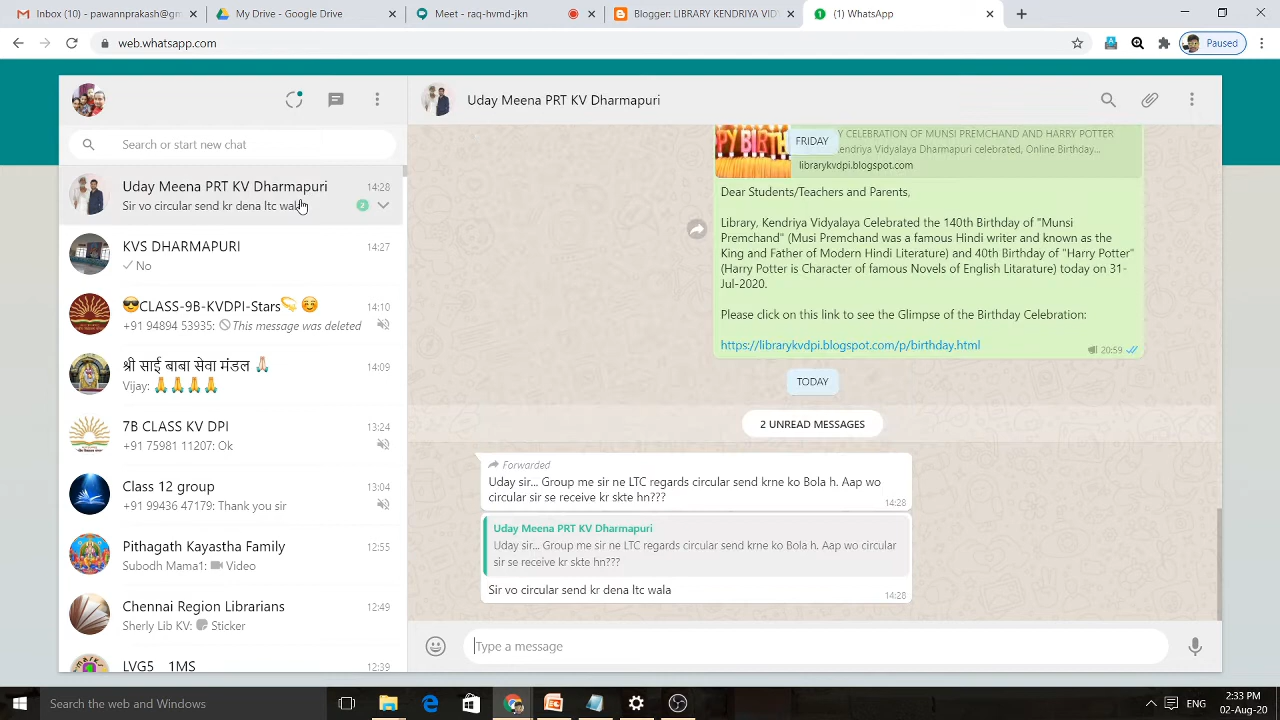 Inbox (10) - pawamprakash@gm
My Drive - Google Drive
Meet - raq-hwmd-jkn
Blogger: LIBRARY KENDRIYA VID
(1) WhatsApp
web.whatsapp.com
Paused
Search or start new chat
Uday Meena PRT KV Dharmapuri
14:28
Sir vo circular send kr dena ltc wala
2
KVS DHARMAPURI
14:27
No
😎CLASS-9B-KVDPI-Stars💫 ☺️
14:10
+91 94894 53935: This message was deleted
श्री साई बाबा सेवा मंडल 🙏🏻
14:09
Vijay: 🙏🙏🙏🙏
7B CLASS KV DPI
13:24
+91 75981 11207: Ok
Class 12 group
13:04
+91 99436 47179: Thank you sir
Pithagath Kayastha Family
12:55
Subodh Mama1: Video
Chennai Region Librarians
12:49
Sherly Lib KV: Sticker
12:39
Uday Meena PRT KV Dharmapuri
Y CELEBRATION OF MUNSI PREMCHAND AND HARRY POTTER
FRIDAY
endriya Vidyalaya Dharmapuri celebrated, Online Birthday...
librarykvdpi.blogspot.com
Dear Students/Teachers and Parents,
Library, Kendriya Vidyalaya Celebrated the 140th Birthday of "Munsi
Premchand" (Musi Premchand was a famous Hindi writer and known as the
King and Father of Modern Hindi Literature) and 40th Birthday of "Harry Potter"
(Harry Potter is Character of famous Novels of English Litarature) today on 31-
Jul-2020.
Please click on this link to see the Glimpse of the Birthday Celebration:
https://librarykvdpi.blogspot.com/p/birthday.html
20:59
TODAY
2 UNREAD MESSAGES
Forwarded
Uday sir... Group me sir ne LTC regards circular send krne ko Bola h. Aap wo
circular sir se receive kr skte hn???
14:28
Uday Meena PRT KV Dharmapuri
Uday sir... Group me sir ne LTC regards circular send krne ko Bola h. Aap wo circular
sir se receive kr skte hn???
Sir vo circular send kr dena ltc wala
14:28
Type a message
Search the web and Windows
ENG
2:33 PM
02-Aug-20